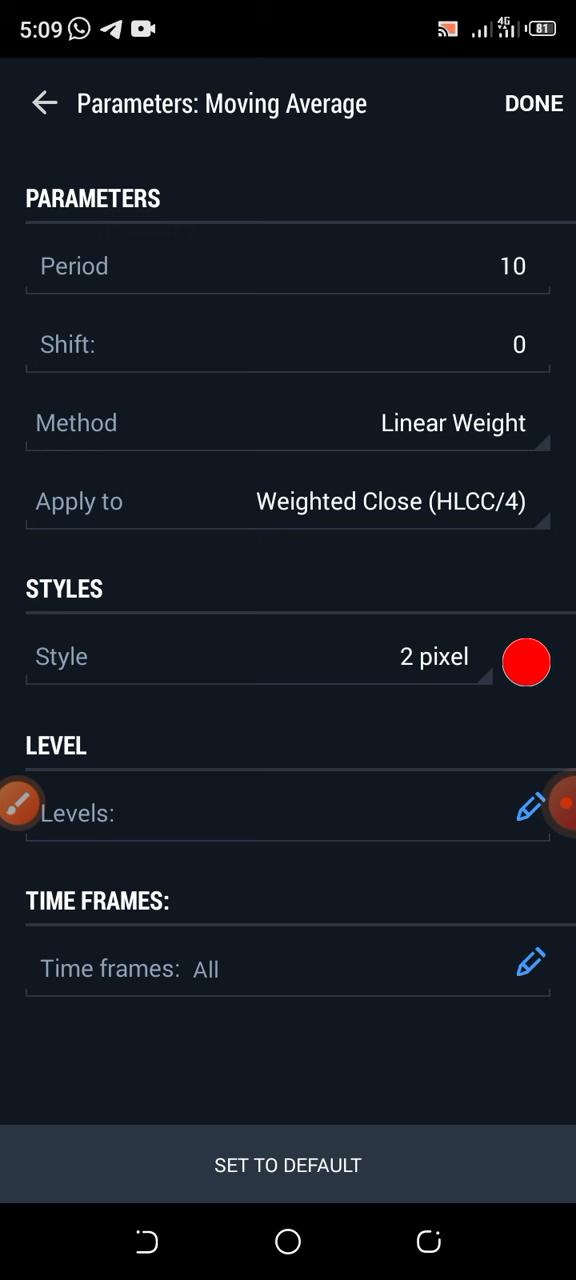 5:09 4G 81
Parameters: Moving Average DONE
PARAMETERS
Period 10
Shift: 0
Method Linear Weight
Apply to Weighted Close (HLCC/4)
STYLES
Style 2 pixel
LEVEL
Levels:
TIME FRAMES:
Time frames: All
SET TO DEFAULT